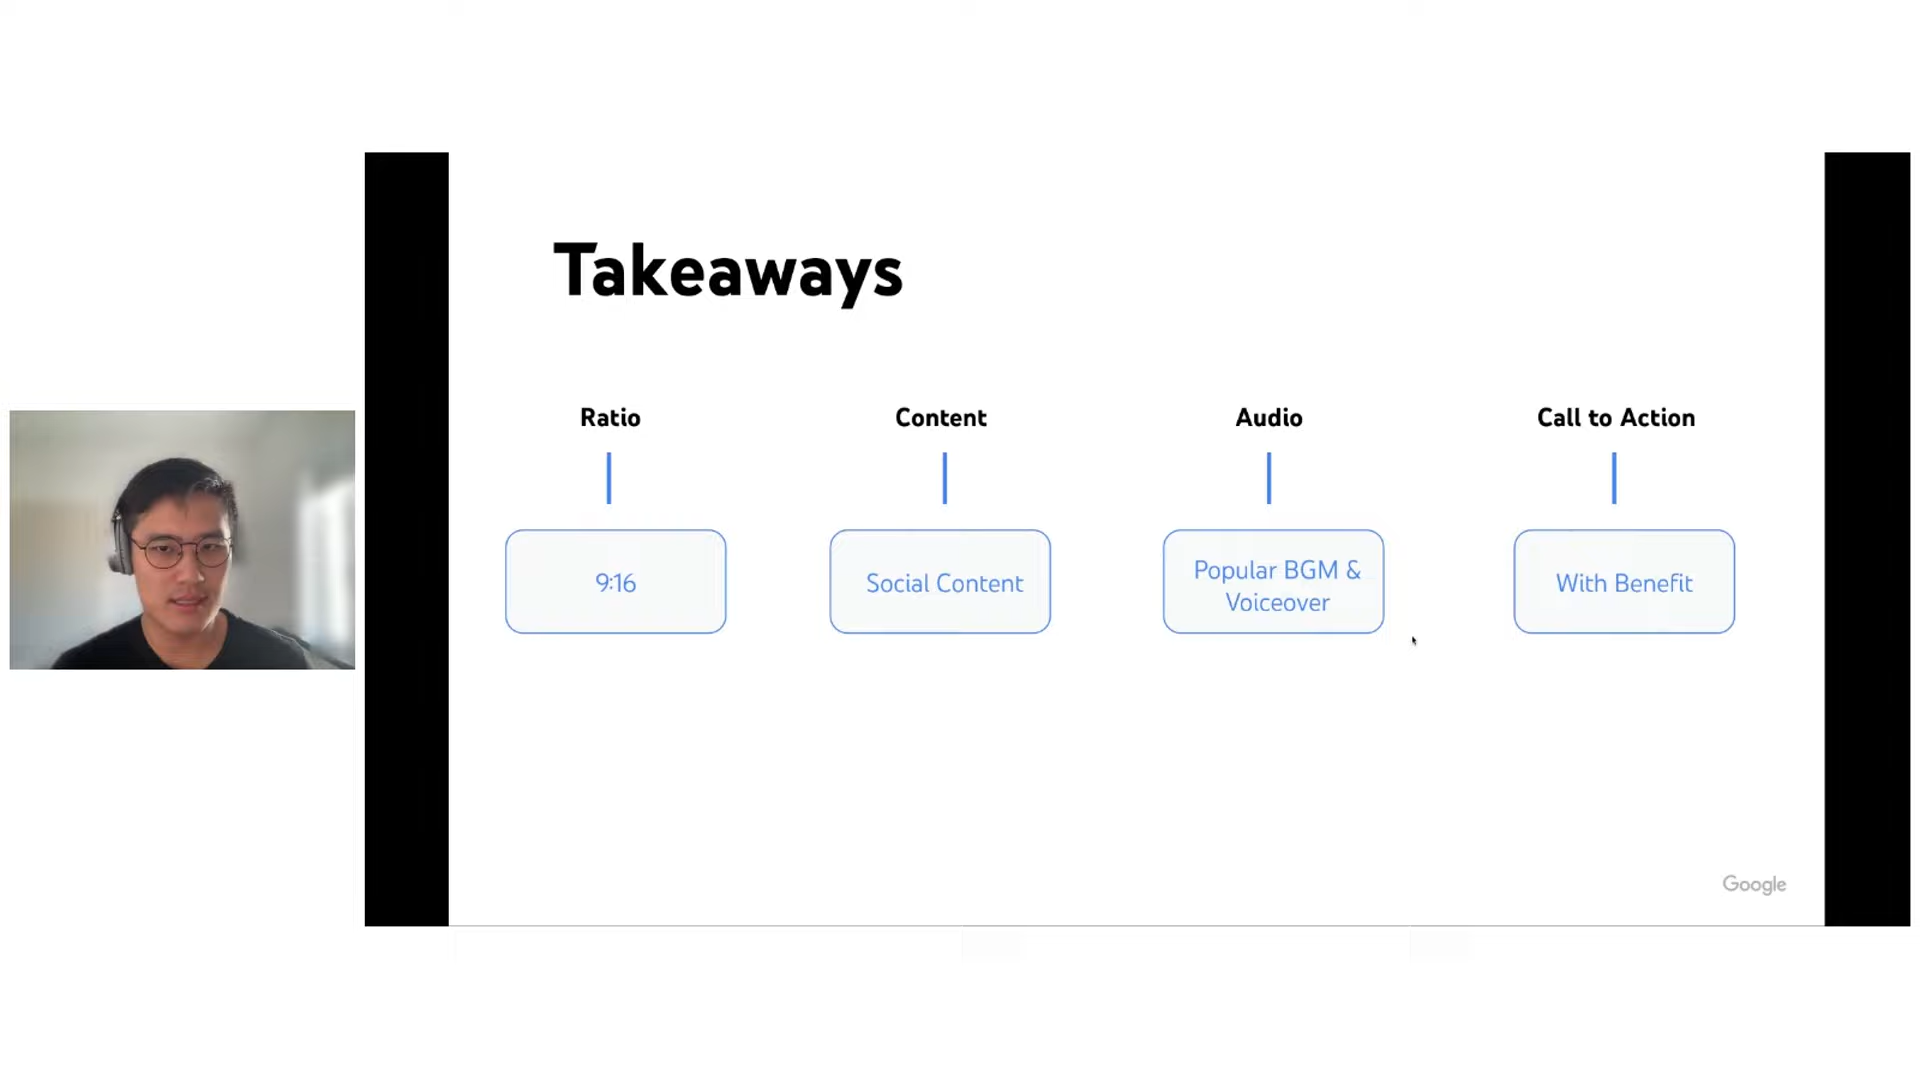 Takeaways
Ratio
Content
Audio
Call to Action
9:16
Social Content
Popular BGM &
Voiceover
With Benefit
Google